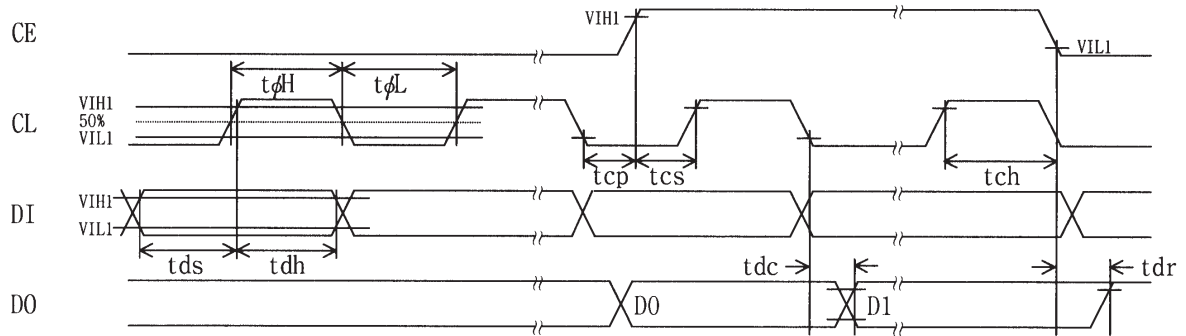 CE
VIH1
VIL1
tϕH
tϕL
VIH1
50%
VIL1
CL
tcp
tcs
tch
VIH1
DI
VIL1
tds
tdh
tdc
tdr
DO
D0
D1